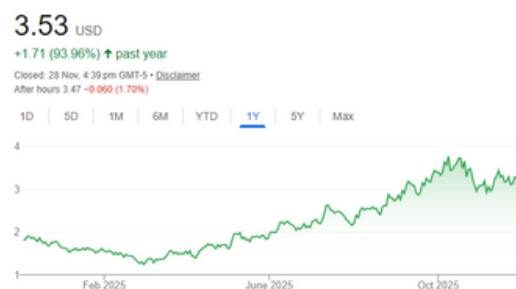 3.53 USD
+1.71 (93.96%) ↑ past year
Closed: 28 Nov, 4:39 pm GMT-5 • Disclaimer
After hours 3.47 −0.060 (1.70%)
1D 5D 1M 6M YTD 1Y 5Y Max
4
3
2
1
Feb 2025 June 2025 Oct 2025